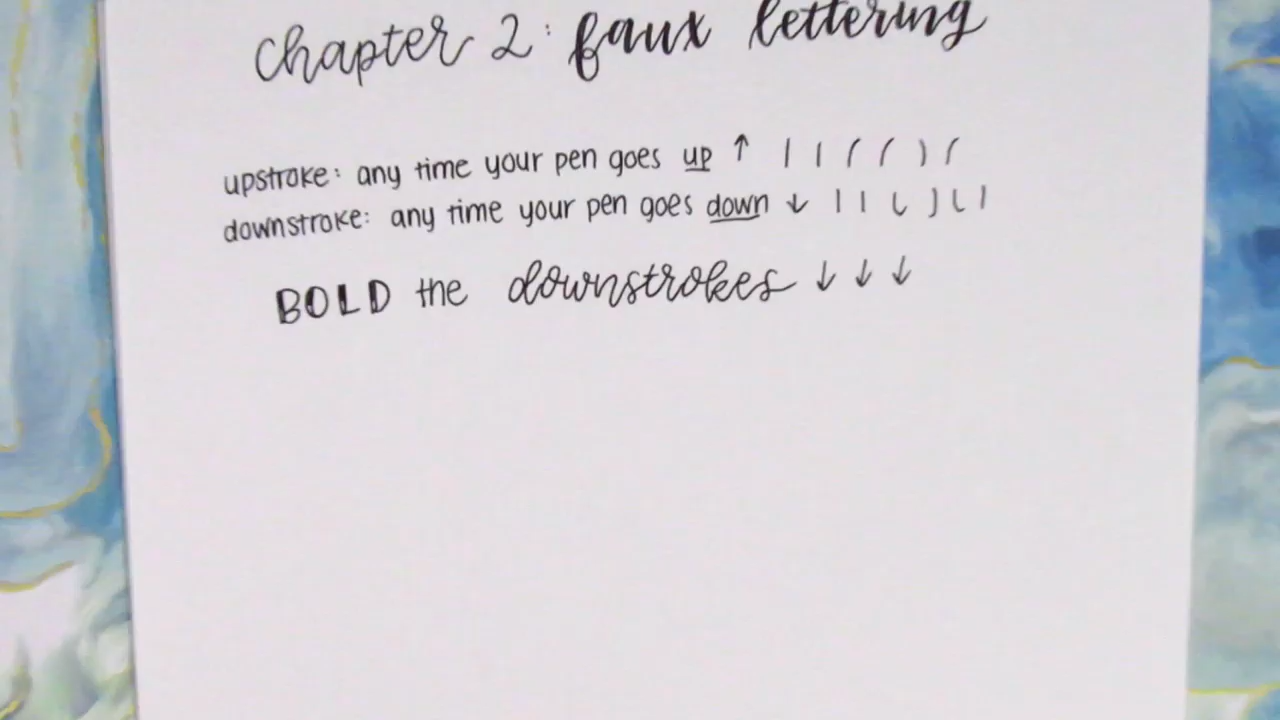 chapter 2: faux lettering
upstroke: any time your pen goes up ↑
downstroke: any time your pen goes down ↓
BOLD the downstrokes ↓ ↓ ↓